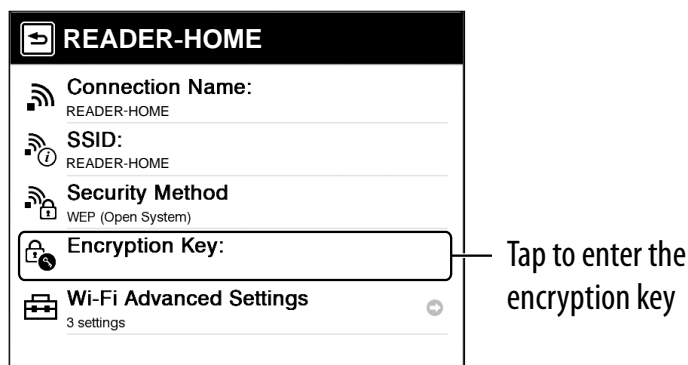 READER-HOME
Connection Name:
READER-HOME
SSID:
READER-HOME
Security Method
WEP (Open System)
Encryption Key:
Wi-Fi Advanced Settings
3 settings
Tap to enter the
encryption key